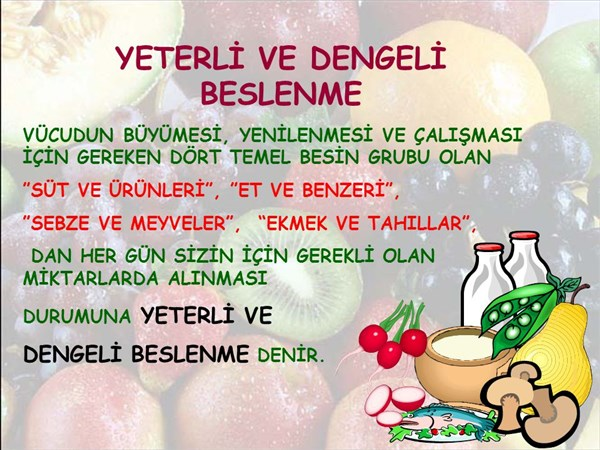 YETERLİ VE DENGELİ
BESLENME
VÜCUDUN BÜYÜMESİ, YENİLENMESİ VE ÇALIŞMASI
İÇİN GEREKEN DÖRT TEMEL BESİN GRUBU OLAN
”SÜT VE ÜRÜNLERİ”, ”ET VE BENZERİ”,
”SEBZE VE MEYVELER”, “EKMEK VE TAHILLAR”,
DAN HER GÜN SİZİN İÇİN GEREKLİ OLAN
MİKTARLARDA ALINMASI
DURUMUNA YETERLİ VE
DENGELİ BESLENME DENİR.